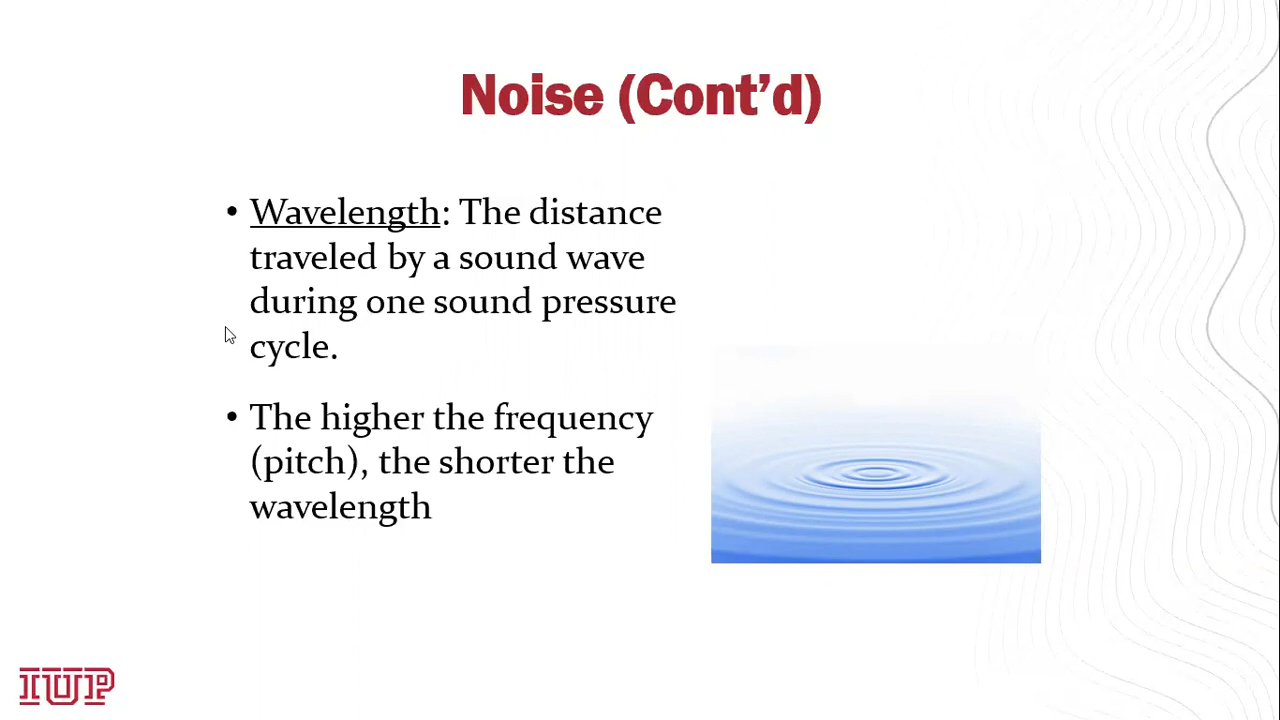 Noise (Cont’d)
• Wavelength: The distance
traveled by a sound wave
during one sound pressure
cycle.
• The higher the frequency
(pitch), the shorter the
wavelength
IUP